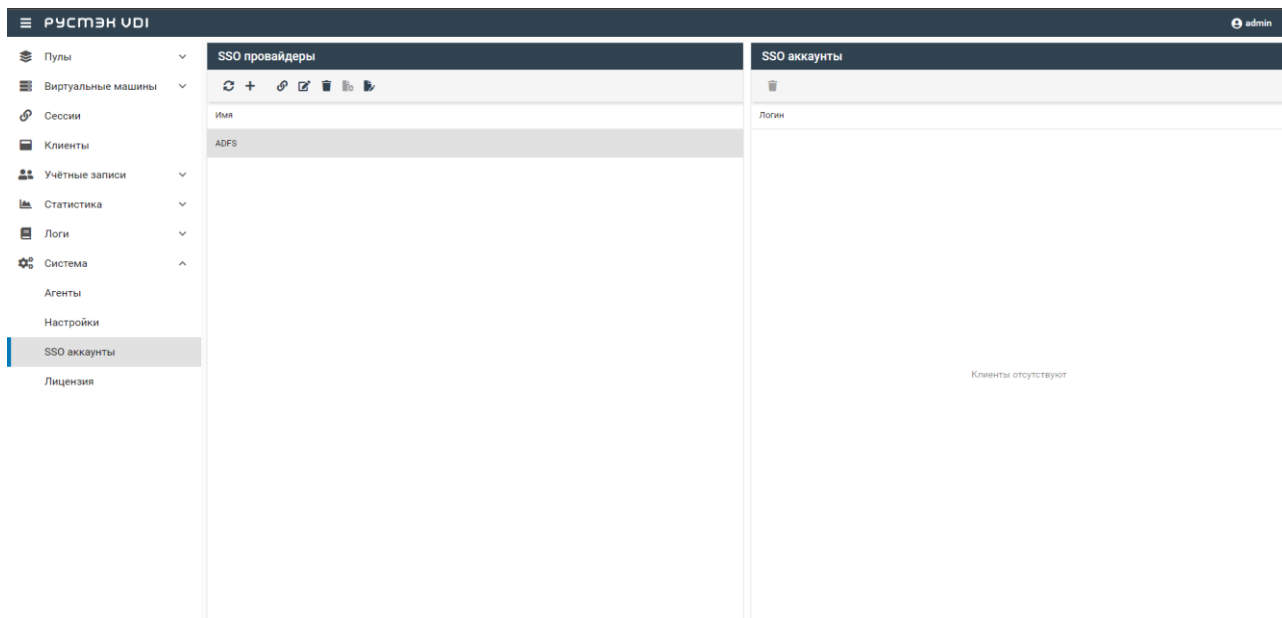 РУСТЭК VDI
admin
Пулы
Виртуальные машины
Сессии
Клиенты
Учётные записи
Статистика
Логи
Система
Агенты
Настройки
SSO аккаунты
Лицензия
SSO провайдеры
Имя
ADFS
SSO аккаунты
Логин
Клиенты отсутствуют